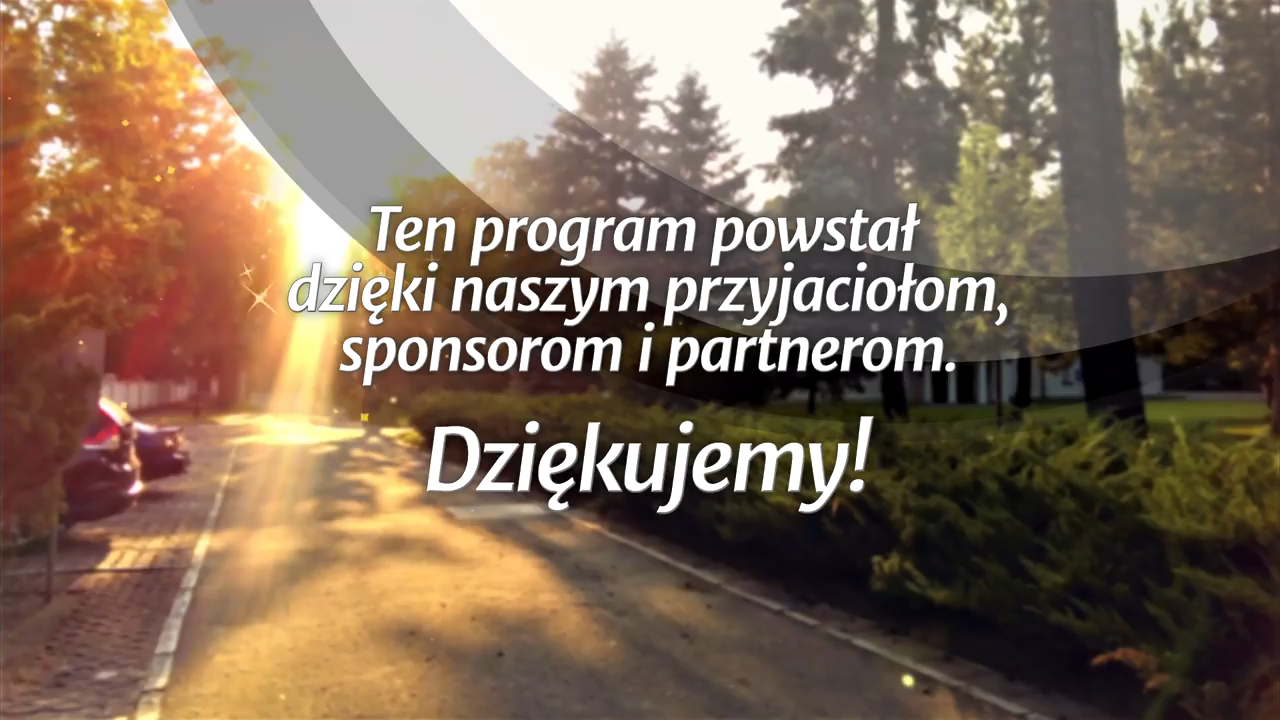 Ten program powstał
dzięki naszym przyjaciołom,
sponsorom i partnerom.
Dziękujemy!